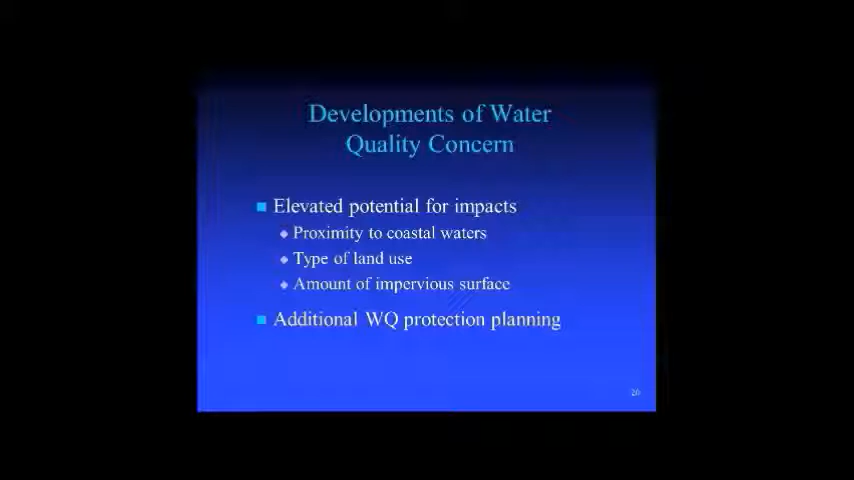 Developments of Water
Quality Concern
Elevated potential for impacts
Proximity to coastal waters
Type of land use
Amount of impervious surface
Additional WQ protection planning
20